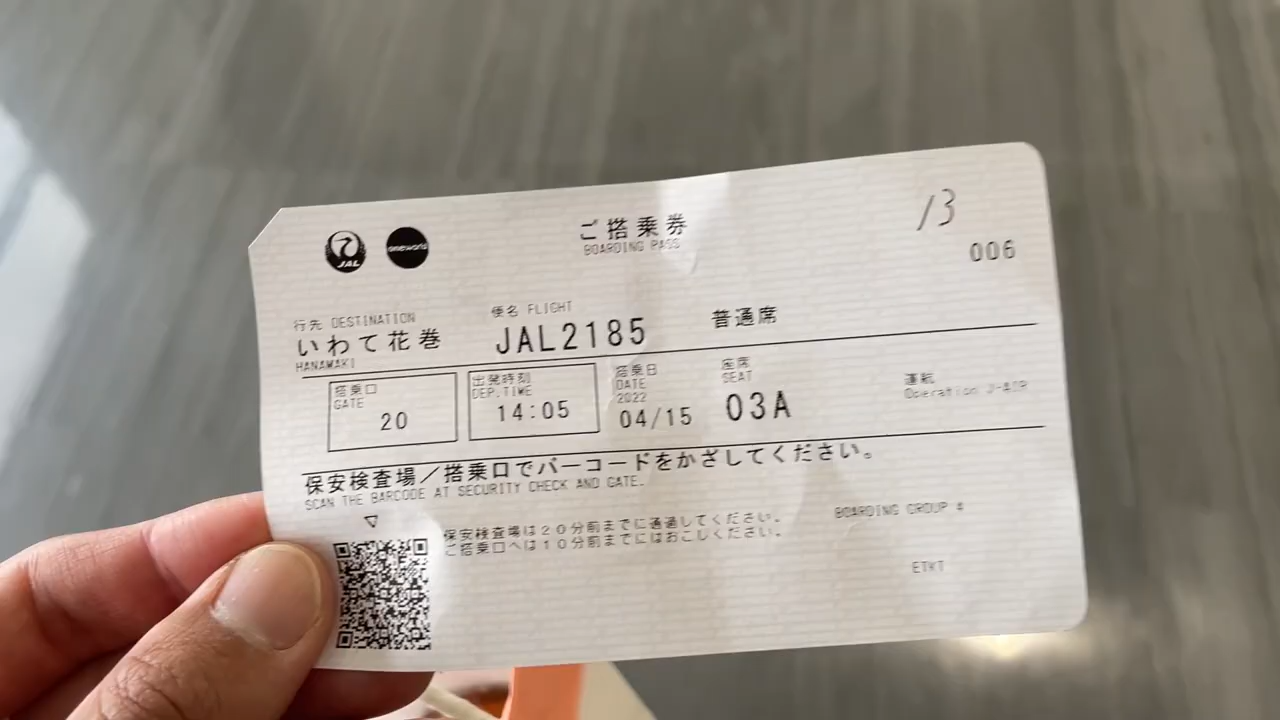 JAL
oneworld
ご搭乗券
BOARDING PASS
13
006
行先 DESTINATION
いわて花巻
HANAMAKI
便名 FLIGHT
JAL2185
普通席
搭乗口
GATE
20
出発時刻
DEP.TIME
14:05
搭乗日
DATE
2022
04/15
座席
SEAT
03A
運航
Operation J-AIR
保安検査場/搭乗口でバーコードをかざしてください。
SCAN THE BARCODE AT SECURITY CHECK AND GATE.
保安検査場は20分前までに通過してください。
ご搭乗口へは10分前までにはおこしください。
BOARDING GROUP 4
ETKT